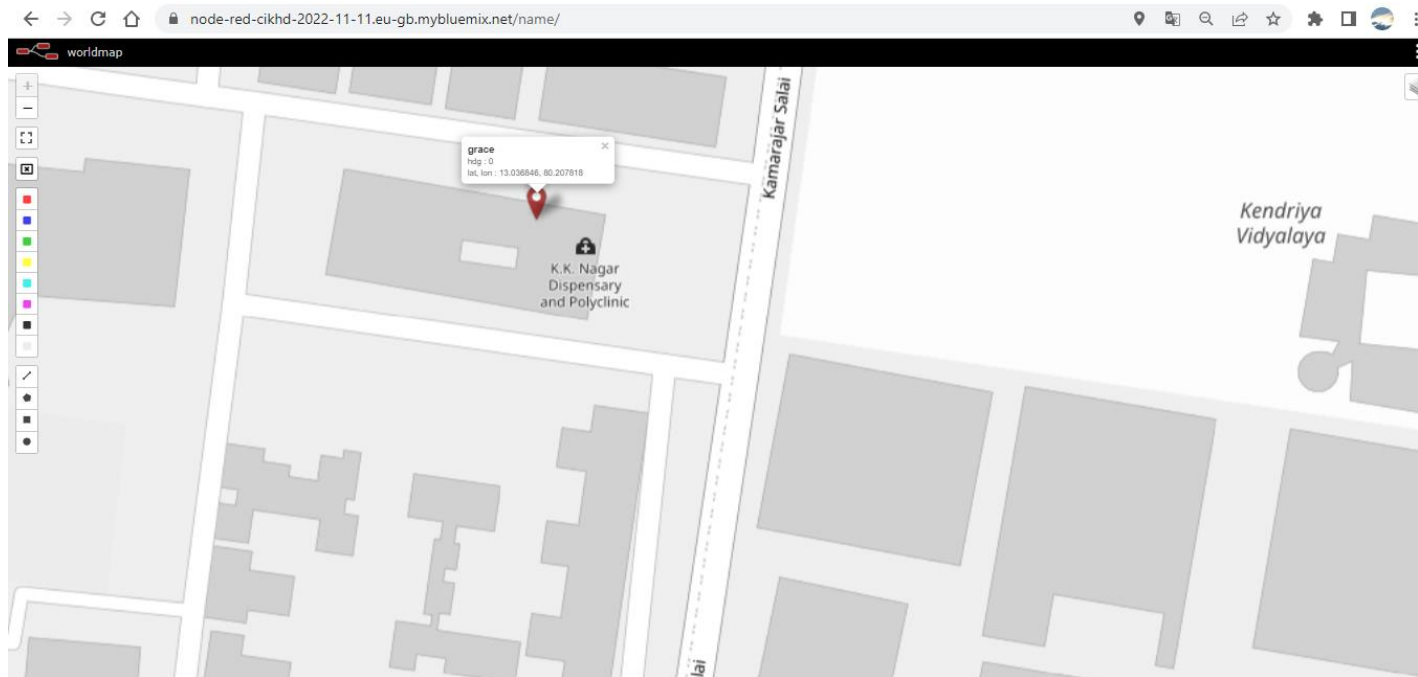 node-red-cikhd-2022-11-11.eu-gb.mybluemix.net/name/
worldmap
Kamarajar Salai
grace
hdg : 0
lat, lon : 13.036846, 80.207818
Kendriya
Vidyalaya
K.K. Nagar
Dispensary
and Polyclinic
lai